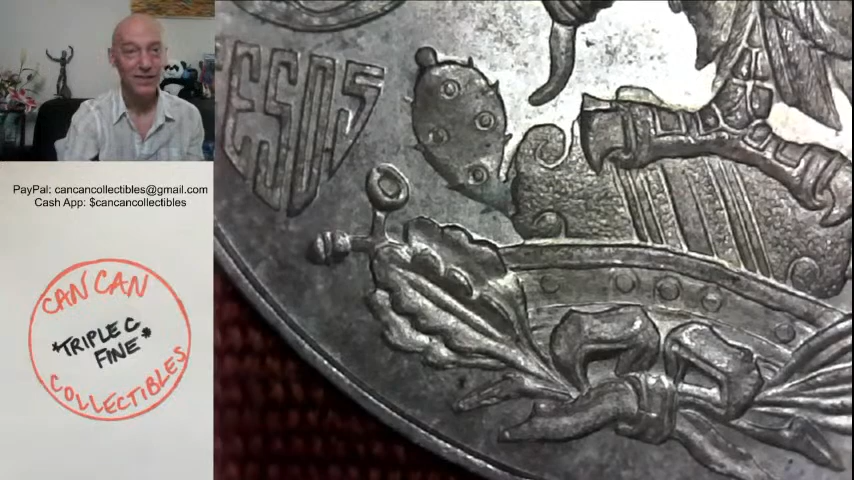 PayPal: cancancollectibles@gmail.com
Cash App: $cancancollectibles
CAN CAN
*TRIPLE C
FINE*
COLLECTIBLES
ESOS